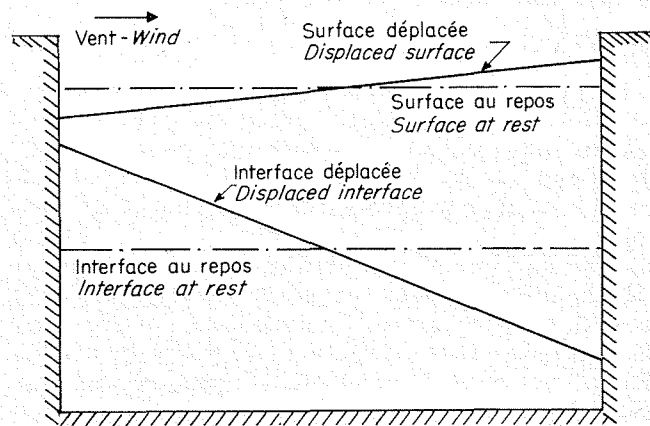 Vent-Wind
Surface déplacée
Displaced surface
Surface au repos
Surface at rest
Interface déplacée
Displaced interface
Interface au repos
Interface at rest